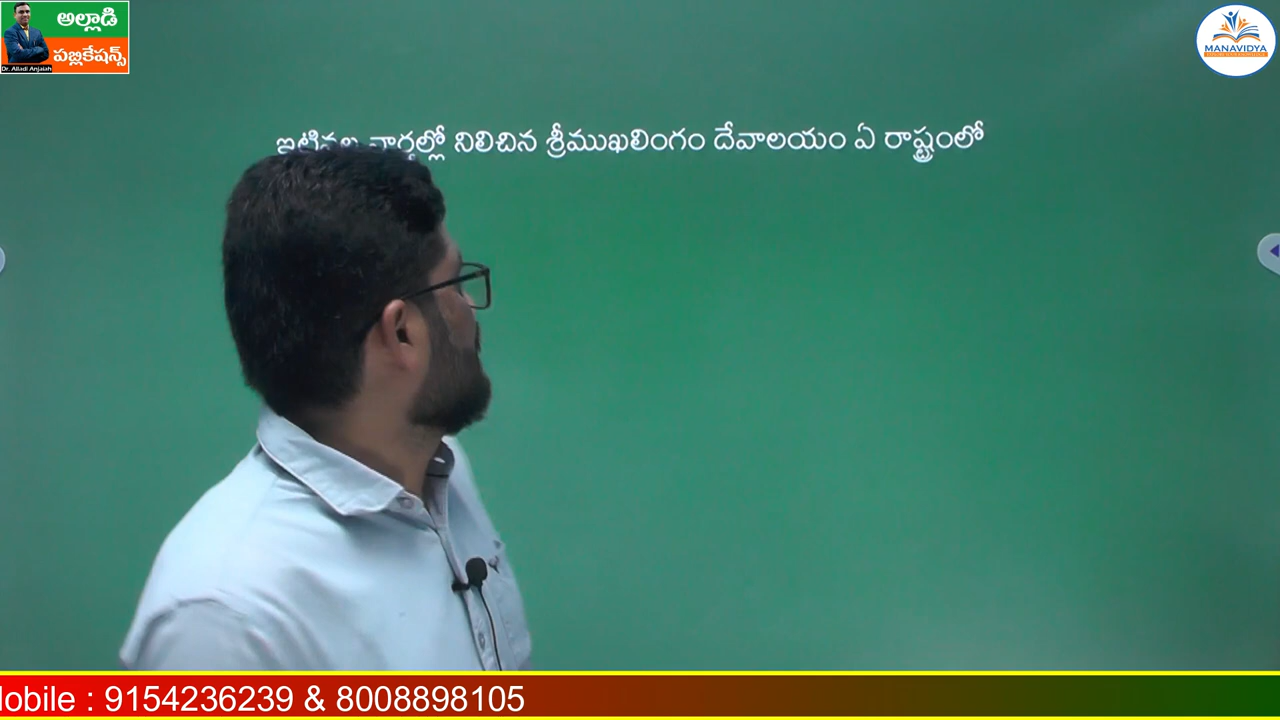 అల్లాడి
పబ్లికేషన్స్
Dr. Alladi Anjaiah
MANAVIDYA
నిలిచిన శ్రీముఖలింగం దేవాలయం ఏ రాష్ట్రంలో
obile : 9154236239 & 8008898105